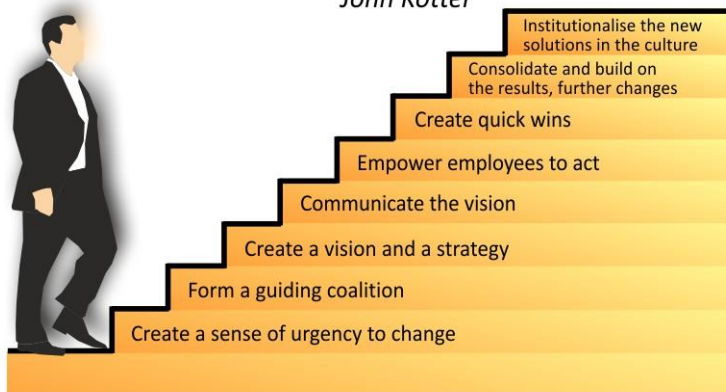 John Kotter
Institutionalise the new
solutions in the culture
Consolidate and build on
the results, further changes
Create quick wins
Empower employees to act
Communicate the vision
Create a vision and a strategy
Form a guiding coalition
Create a sense of urgency to change